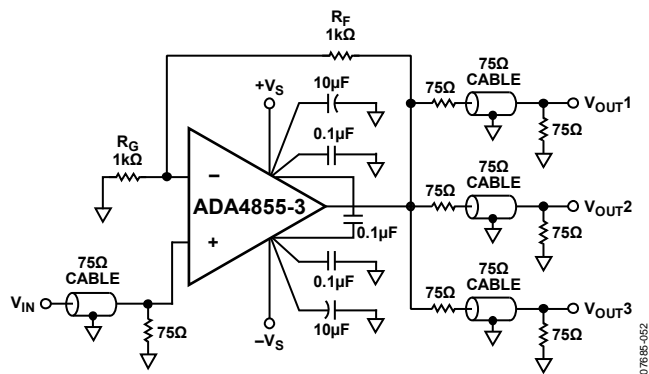 RF
1kΩ
+VS
10µF
0.1µF
RG
1kΩ
−
ADA4855-3
+
0.1µF
0.1µF
10µF
−VS
75Ω
CABLE
VIN
75Ω
75Ω
CABLE
75Ω
VOUT1
75Ω
75Ω
CABLE
75Ω
VOUT2
75Ω
75Ω
CABLE
75Ω
VOUT3
75Ω
07685-052